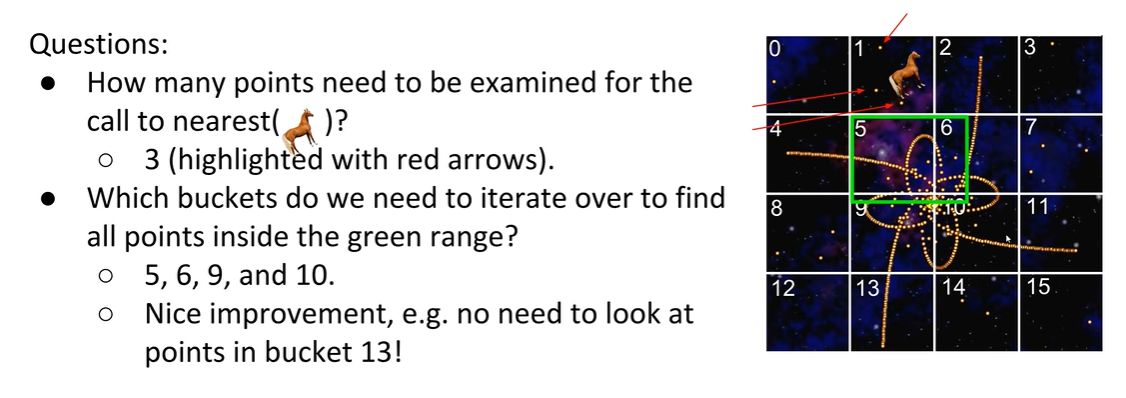 Questions:
● How many points need to be examined for the
call to nearest( )?
○ 3 (highlighted with red arrows).
● Which buckets do we need to iterate over to find
all points inside the green range?
○ 5, 6, 9, and 10.
○ Nice improvement, e.g. no need to look at
points in bucket 13!
0 1 2 3
4 5 6 7
8 9 10 11
12 13 14 15